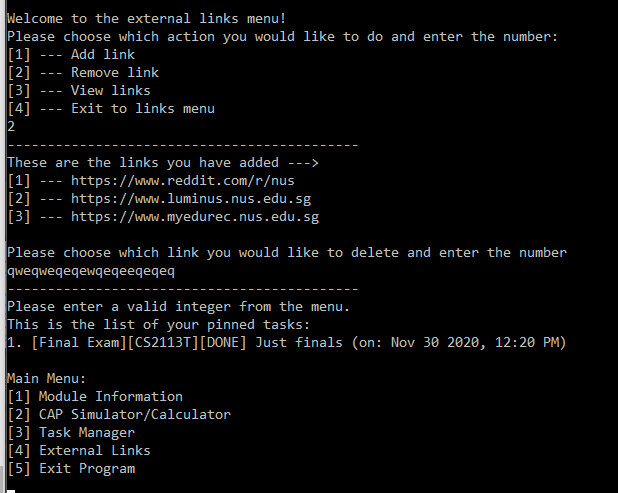 Welcome to the external links menu!
Please choose which action you would like to do and enter the number:
[1] --- Add link
[2] --- Remove link
[3] --- View links
[4] --- Exit to links menu
2
--------------------------------------------
These are the links you have added --->
[1] --- https://www.reddit.com/r/nus
[2] --- https://www.luminus.nus.edu.sg
[3] --- https://www.myedurec.nus.edu.sg
Please choose which link you would like to delete and enter the number
qweqweqeqewqeqeeqeqeq
--------------------------------------------
Please enter a valid integer from the menu.
This is the list of your pinned tasks:
1. [Final Exam][CS2113T][DONE] Just finals (on: Nov 30 2020, 12:20 PM)
Main Menu:
[1] Module Information
[2] CAP Simulator/Calculator
[3] Task Manager
[4] External Links
[5] Exit Program